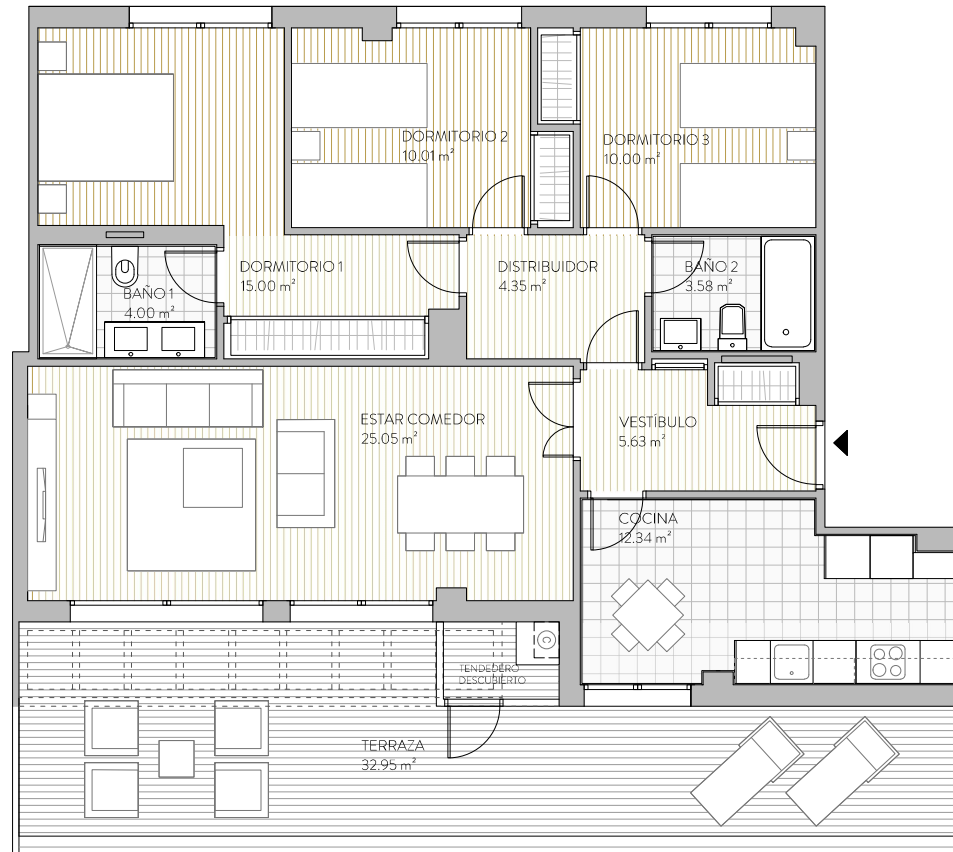 DORMITORIO 2
10.01 m²
DORMITORIO 3
10.00 m²
DORMITORIO 1
15.00 m²
DISTRIBUIDOR
4.35 m²
BAÑO 2
3.58 m²
BAÑO 1
4.00 m²
ESTAR COMEDOR
25.05 m²
VESTÍBULO
5.63 m²
COCINA
12.34 m²
C
TENDEDERO
DESCUBIERTO
TERRAZA
32.95 m²